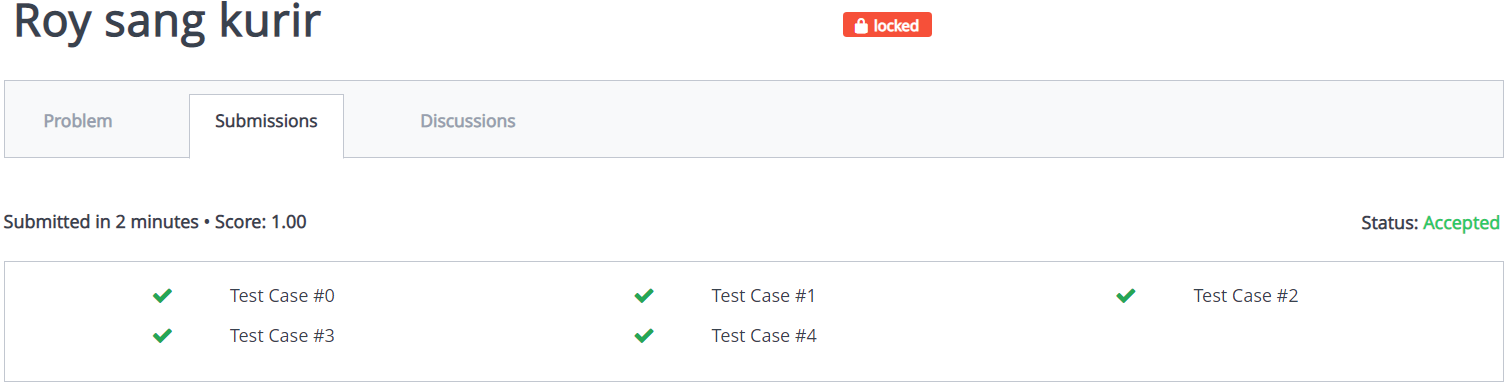 Roy sang kurir
locked
Problem Submissions Discussions
Submitted in 2 minutes • Score: 1.00 Status: Accepted
Test Case #0 Test Case #1 Test Case #2
Test Case #3 Test Case #4